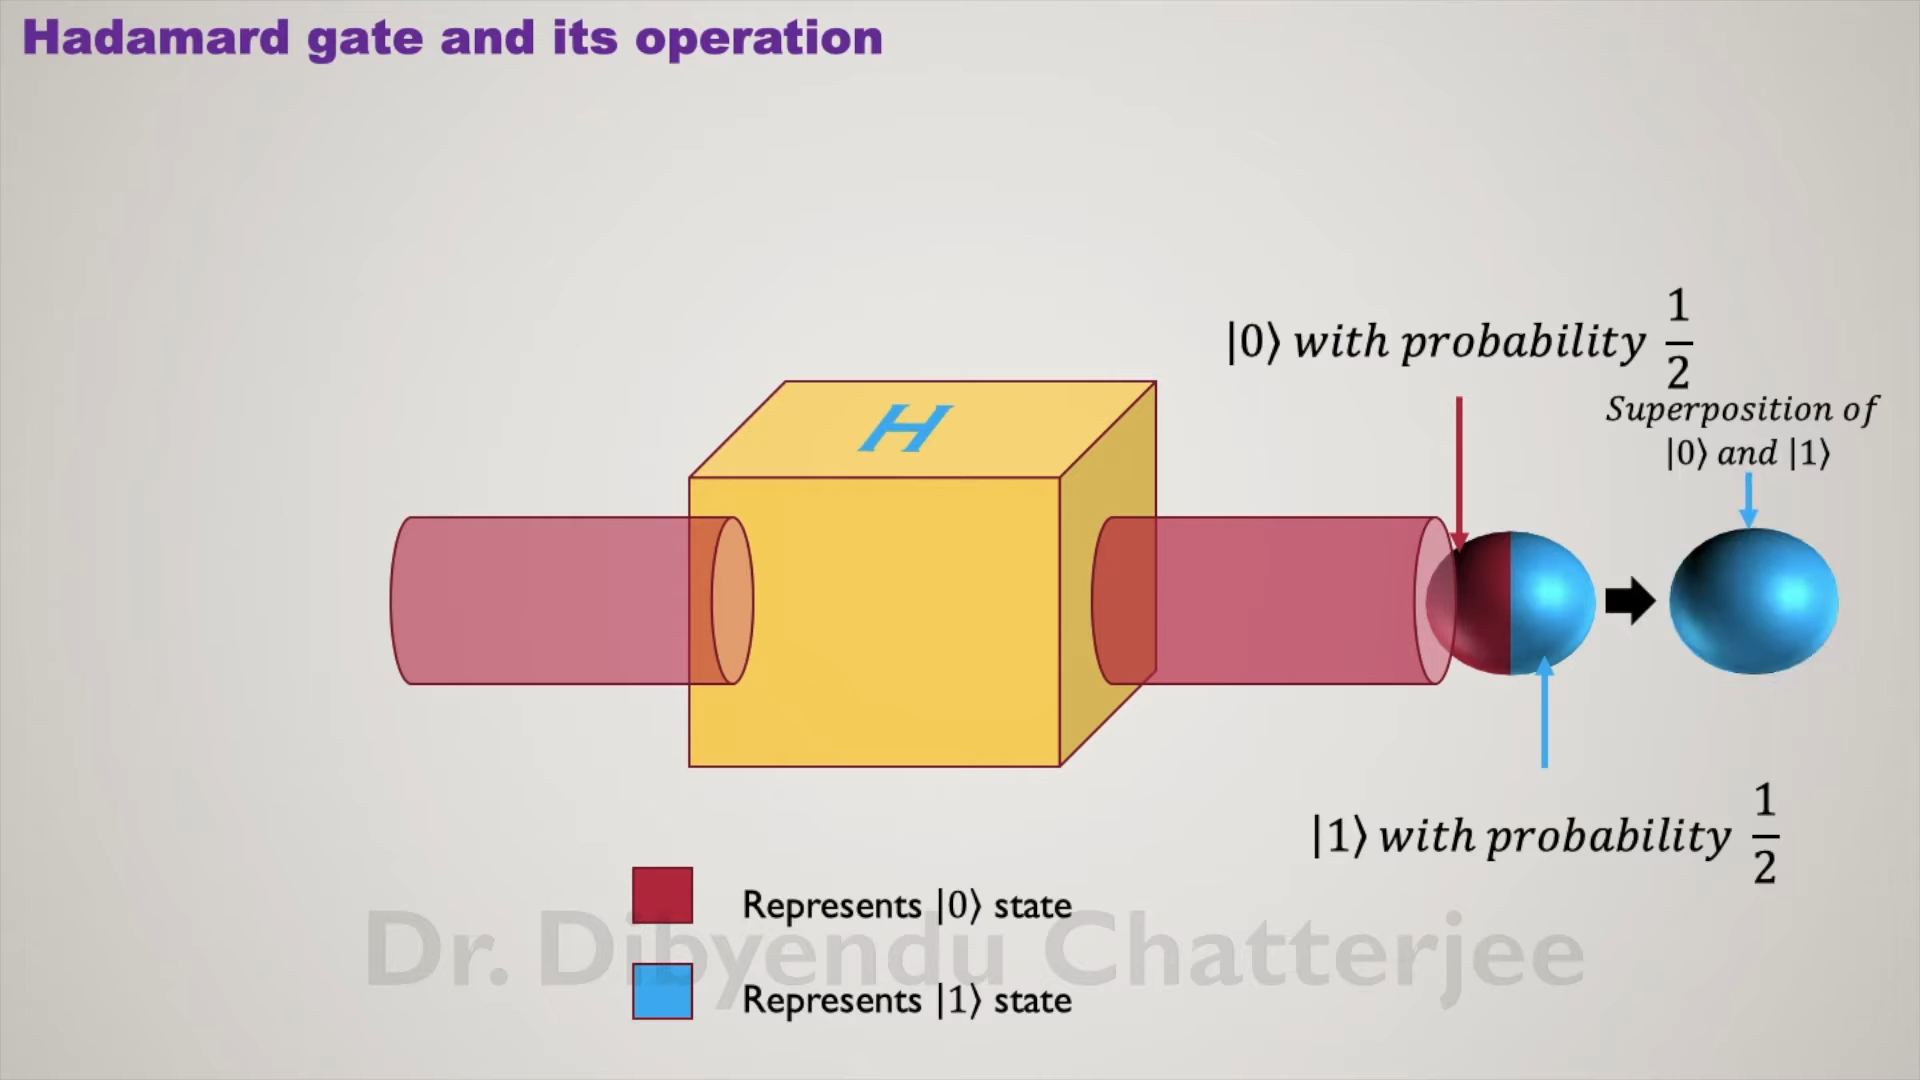 Hadamard gate and its operation
|0⟩ with probability 1/2
Superposition of
|0⟩ and |1⟩
H
|1⟩ with probability 1/2
Represents |0⟩ state
Dr. Dibyendu Chatterjee
Represents |1⟩ state